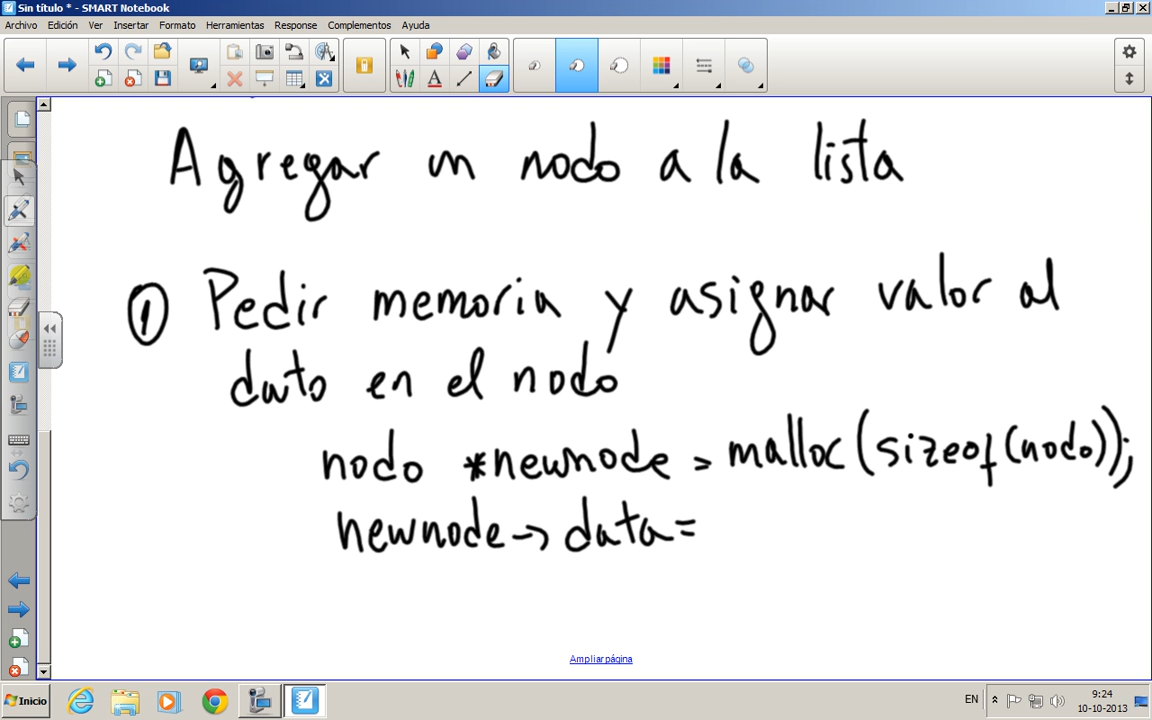 Sin título * - SMART Notebook
Archivo Edición Ver Insertar Formato Herramientas Response Complementos Ayuda
Agregar un nodo a la lista
① Pedir memoria y asignar valor al
dato en el nodo
nodo *newnode = malloc(sizeof(nodo));
newnode→data=
Ampliar página
Inicio
EN
9:24
10-10-2013